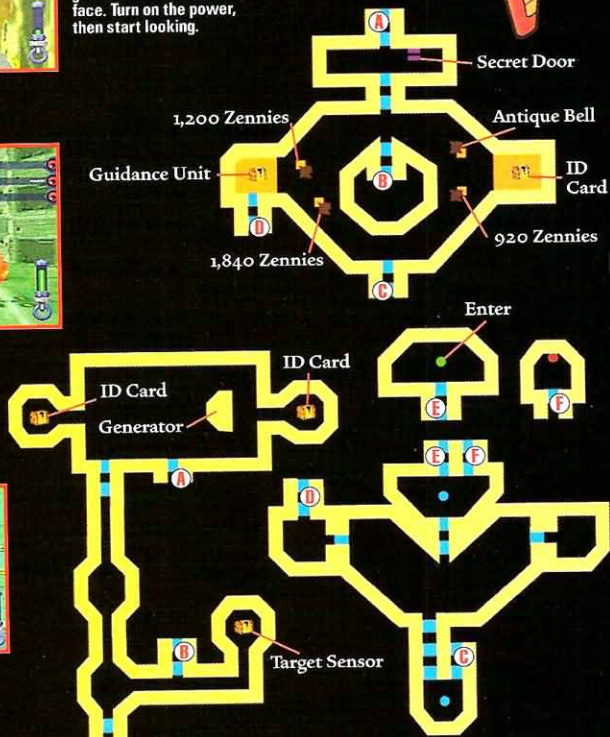 face. Turn on the power,
then start looking.
A
Secret Door
1,200 Zennies
Antique Bell
Guidance Unit
B
ID
Card
D
920 Zennies
1,840 Zennies
C
Enter
ID Card
ID Card
Generator
E
F
A
E
F
D
B
C
Target Sensor